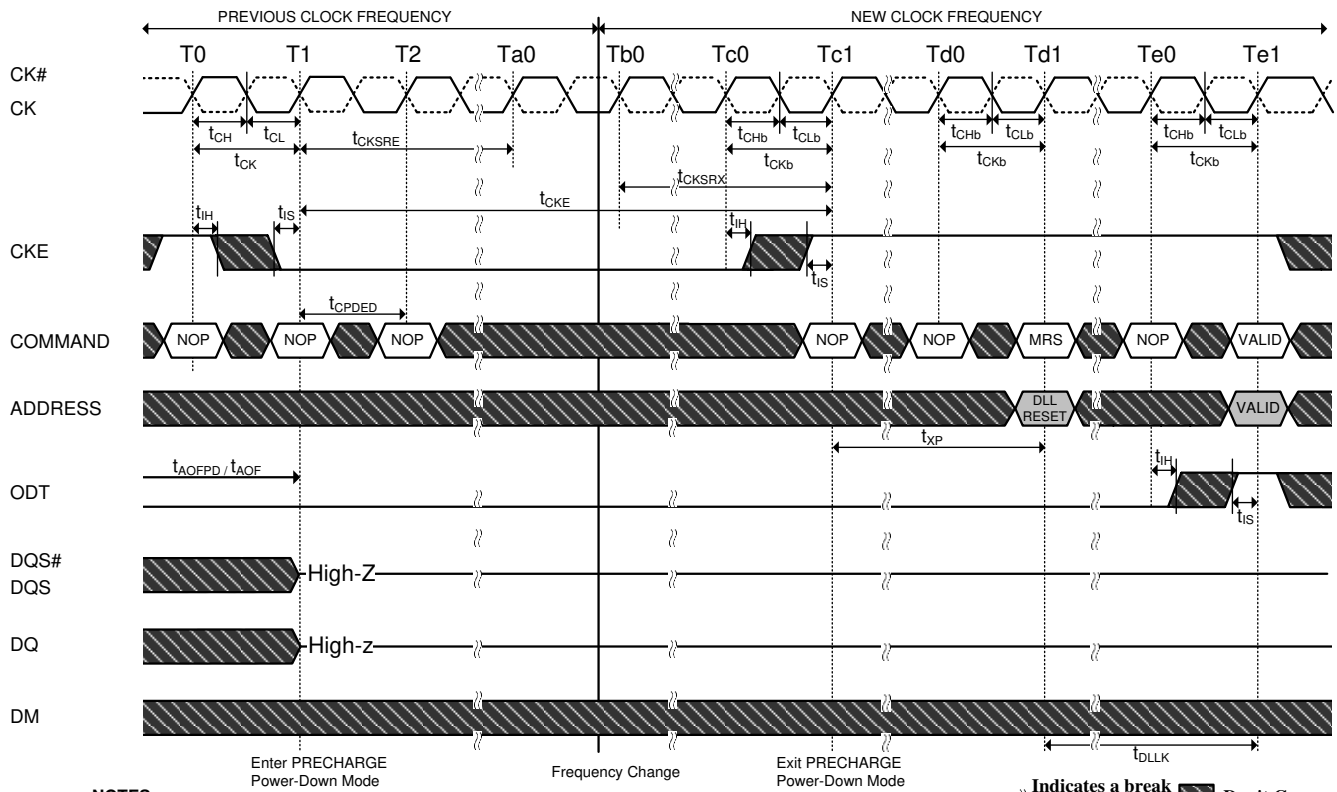 PREVIOUS CLOCK FREQUENCY NEW CLOCK FREQUENCY
T0 T1 T2 Ta0 Tb0 Tc0 Tc1 Td0 Td1 Te0 Te1
CK#
CK
tCH tCL tCKSRE tCHb tCLb tCHb tCLb tCHb tCLb
tCK tCKb tCKb tCKb
tCKSRX
tCKE
tIH tIS tIH
CKE
tIS
tCPDED
COMMAND NOP NOP NOP NOP NOP MRS NOP VALID
ADDRESS DLL RESET VALID
tXP
tAOFPD / tAOF tIH
ODT
tIS
DQS#
DQS High-Z
DQ High-z
DM
tDLLK
Enter PRECHARGE
Power-Down Mode
Frequency Change
Exit PRECHARGE
Power-Down Mode
Indicates a break